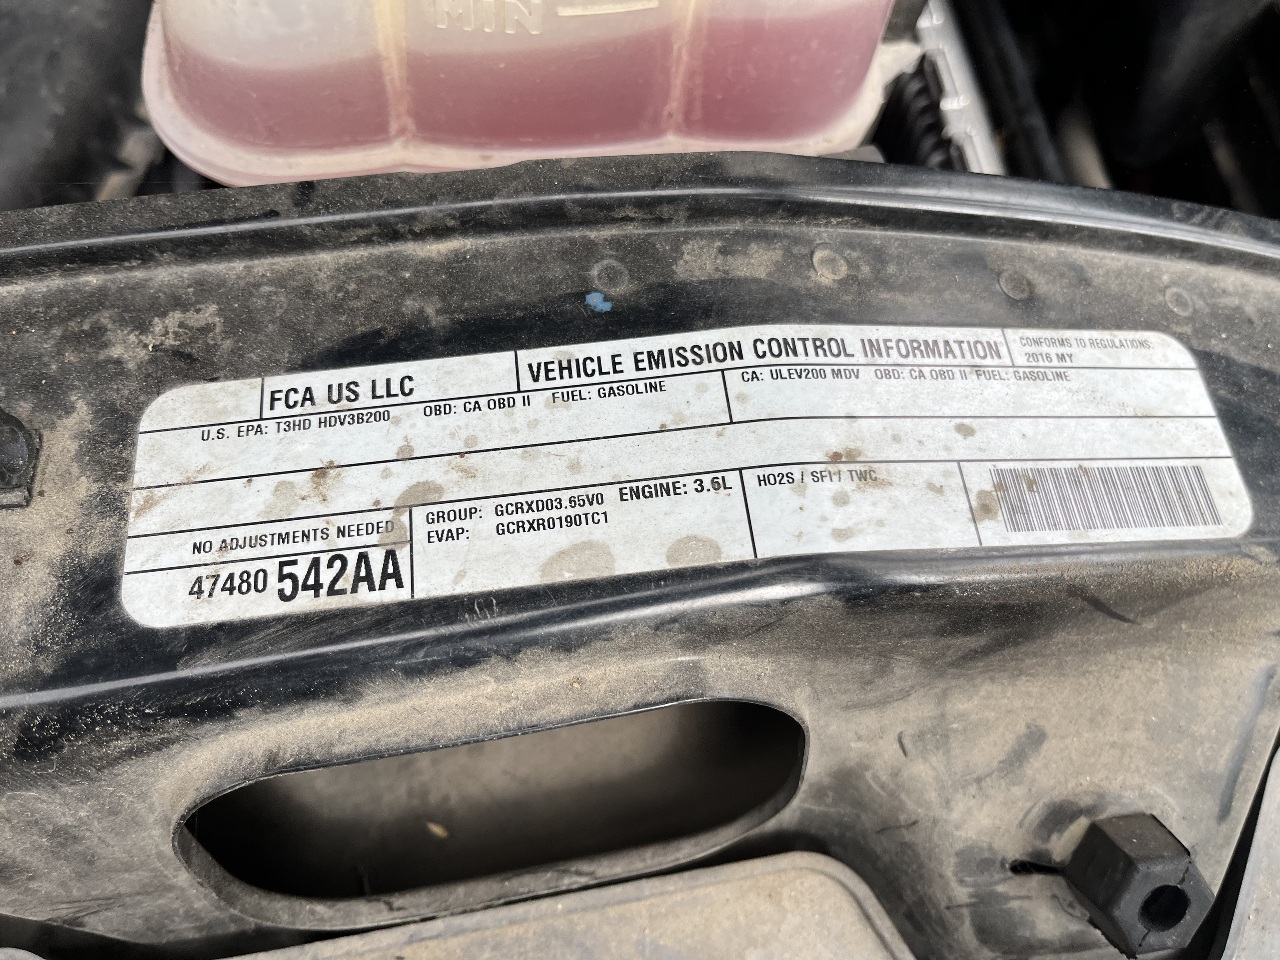 MIN
FCA US LLC
VEHICLE EMISSION CONTROL INFORMATION
CONFORMS TO REGULATIONS:
2016 MY
U.S. EPA: T3HD HDV3B200 OBD: CA OBD II FUEL: GASOLINE
CA: ULEV200 MDV OBD: CA OBD II FUEL: GASOLINE
NO ADJUSTMENTS NEEDED
47480 542AA
GROUP: GCRXD03.65V0 ENGINE: 3.6L
EVAP: GCRXR0190TC1
HO2S / SFI / TWC